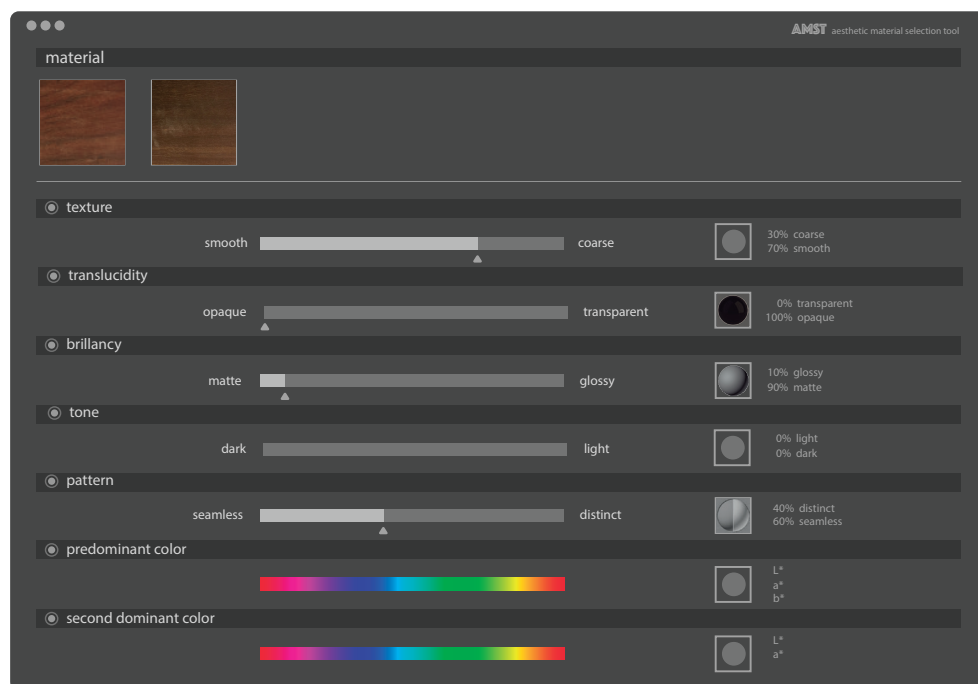 AMST aesthetic material selection tool
material
texture
smooth coarse
30% coarse
70% smooth
translucidity
opaque transparent
0% transparent
100% opaque
brillancy
matte glossy
10% glossy
90% matte
tone
dark light
0% light
0% dark
pattern
seamless distinct
40% distinct
60% seamless
predominant color
L*
a*
b*
second dominant color
L*
a*